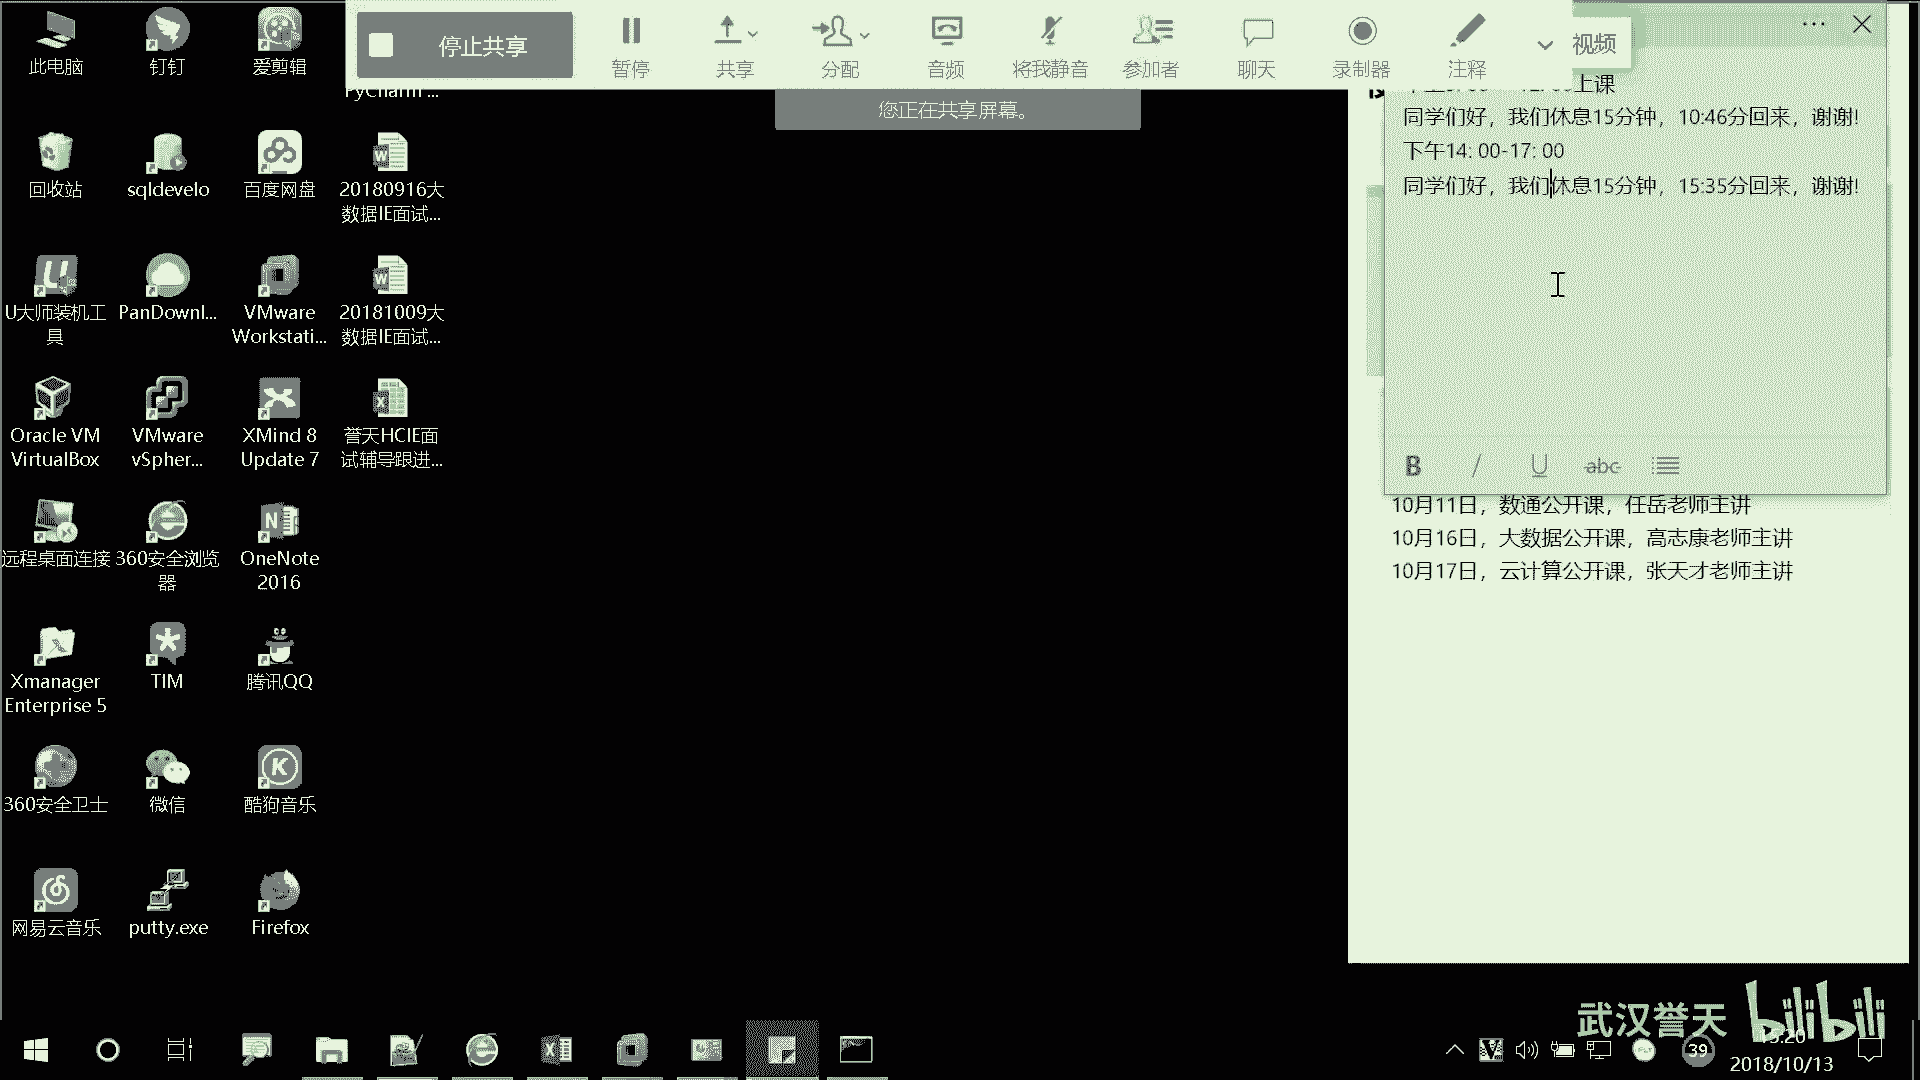 停止共享
暂停
共享
分配
音频
将我静音
参加者
聊天
录制器
注释
视频
您正在共享屏幕。
此电脑
钉钉
爱剪辑
PyCharm ...
回收站
sqldevelo
百度网盘
20180916大
数据IE面试...
U大师装机工
具
PanDownl...
VMware
Workstati...
20181009大
数据IE面试...
Oracle VM
VirtualBox
VMware
vSpher...
XMind 8
Update 7
誉天HCIE面
试辅导跟进...
远程桌面连接
360安全浏览
器
OneNote
2016
Xmanager
Enterprise 5
TIM
腾讯QQ
360安全卫士
微信
酷狗音乐
网易云音乐
putty.exe
Firefox
上课
同学们好，我们休息15分钟，10:46分回来，谢谢!
下午14: 00-17: 00
同学们好，我们休息15分钟，15:35分回来，谢谢!
B / U abc
10月11日，数通公开课，任岳老师主讲
10月16日，大数据公开课，高志康老师主讲
10月17日，云计算公开课，张天才老师主讲
武汉誉天 bilibili
39
15:20
2018/10/13